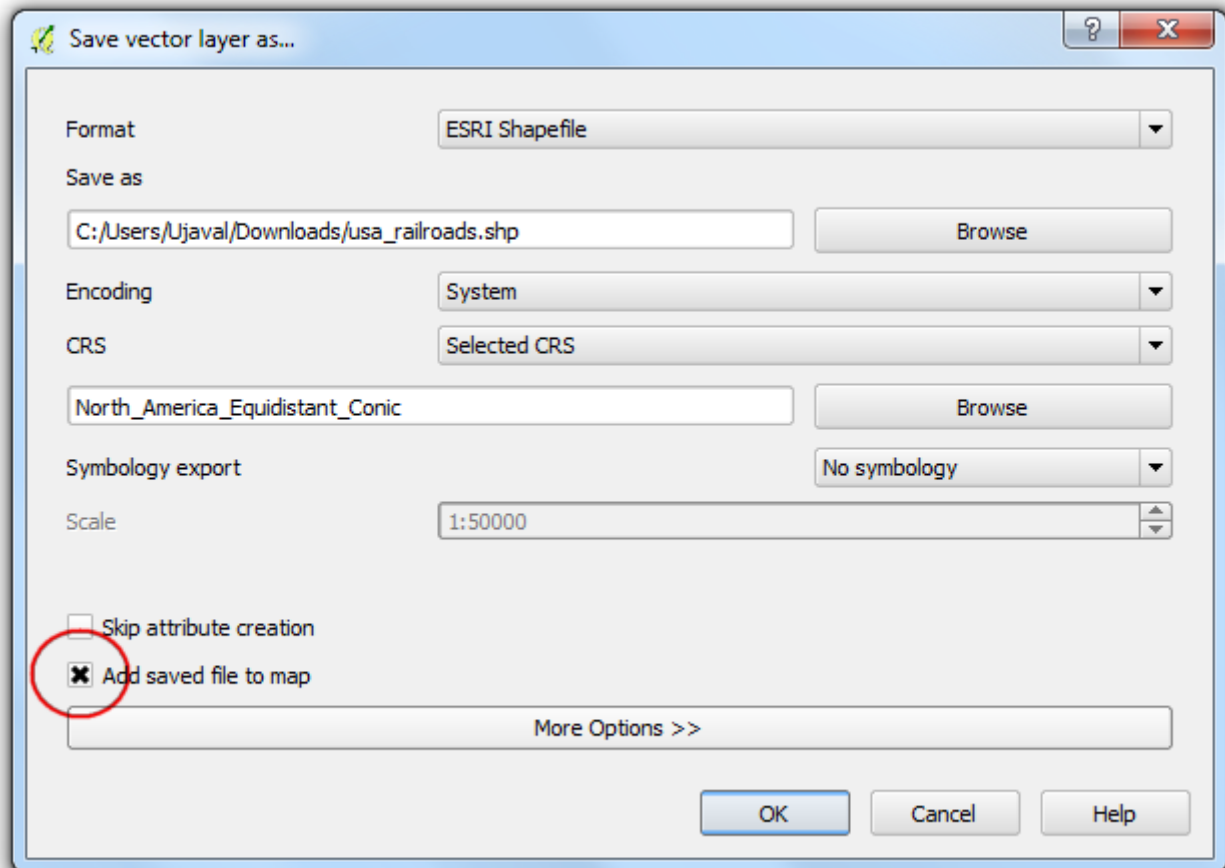 Save vector layer as...
Format ESRI Shapefile
Save as
C:/Users/Ujaval/Downloads/usa_railroads.shp Browse
Encoding System
CRS Selected CRS
North_America_Equidistant_Conic Browse
Symbology export No symbology
Scale 1:50000
Skip attribute creation
Add saved file to map
More Options >>
OK Cancel Help